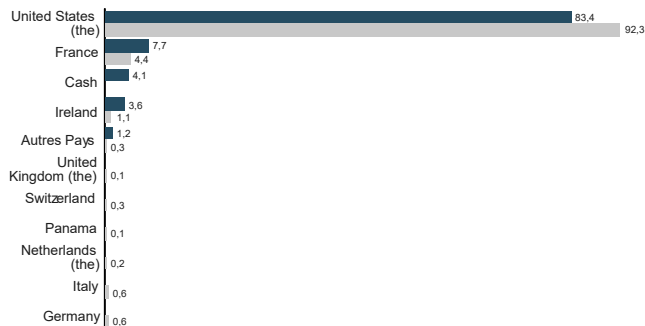 United States
(the)
83,4
92,3
France
7,7
4,4
Cash
4,1
Ireland
3,6
1,1
Autres Pays
1,2
0,3
United
Kingdom (the)
0,1
Switzerland
0,3
Panama
0,1
Netherlands
(the)
0,2
Italy
0,6
Germany
0,6